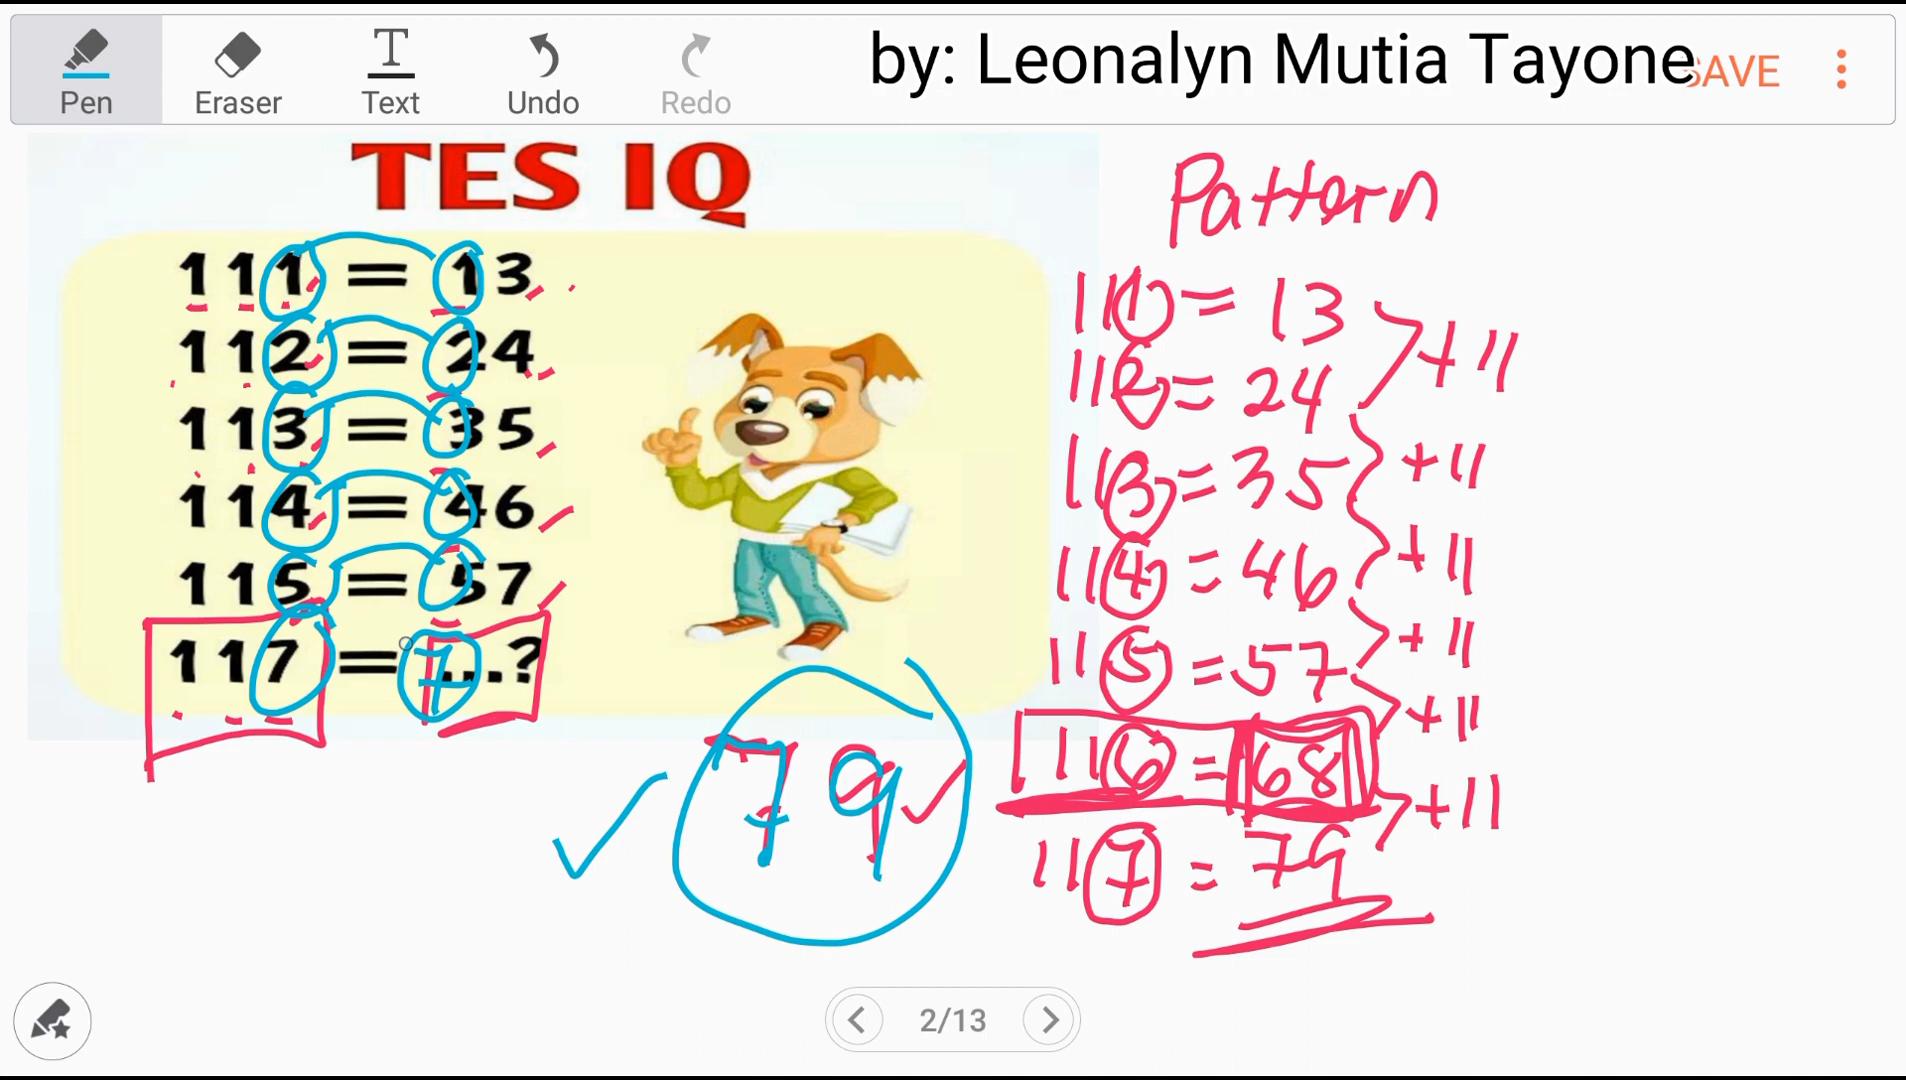 Pen Eraser Text Undo Redo by: Leonalyn Mutia Tayone SAVE
TES IQ
111 = 13
112 = 24
113 = 35
114 = 46
115 = 57
117 = 7...?
79
Pattern
111 = 13
+11
112 = 24
113 = 35
+11
114 = 46
+11
115 = 57
+11
+11
116 = 68
+11
117 = 79
2/13